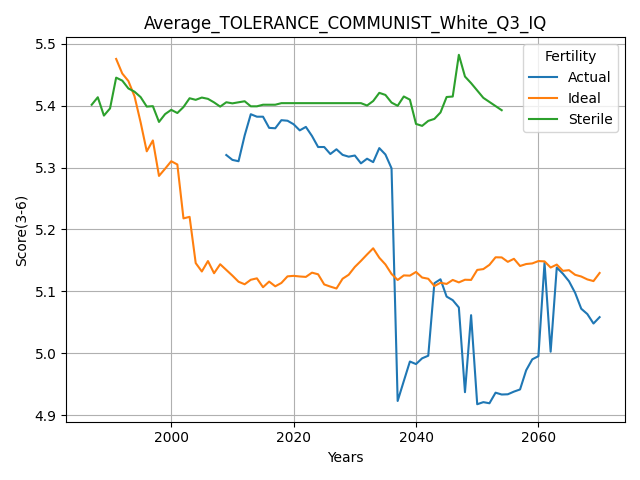 Average_TOLERANCE_COMMUNIST_White_Q3_IQ
Score(3-6)
5.5
5.4
5.3
5.2
5.1
5.0
4.9
Fertility
Actual
Ideal
Sterile
2000 2020 2040 2060
Years